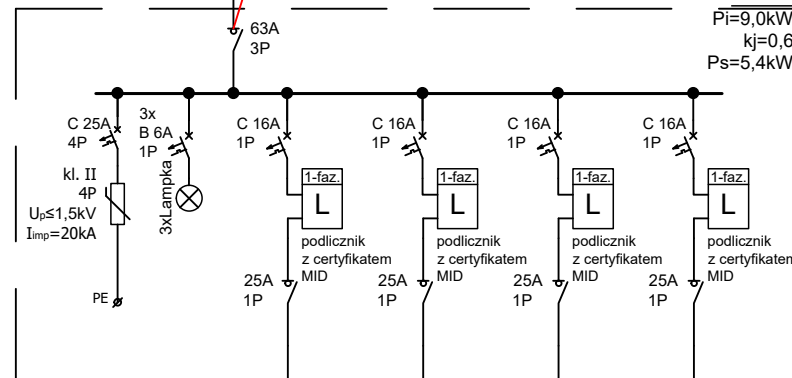 63A
3P
Pi=9,0kW
kj=0,6
Ps=5,4kW
C 25A
4P
kl. II
4P
Up≤1,5kV
Iimp=20kA
PE
3x
B 6A
1P
3xLampka
C 16A
1P
1-faz.
L
podlicznik
z certyfikatem
MID
25A
1P
C 16A
1P
1-faz.
L
podlicznik
z certyfikatem
MID
25A
1P
C 16A
1P
1-faz.
L
podlicznik
z certyfikatem
MID
25A
1P
C 16A
1P
1-faz.
L
podlicznik
z certyfikatem
MID
25A
1P